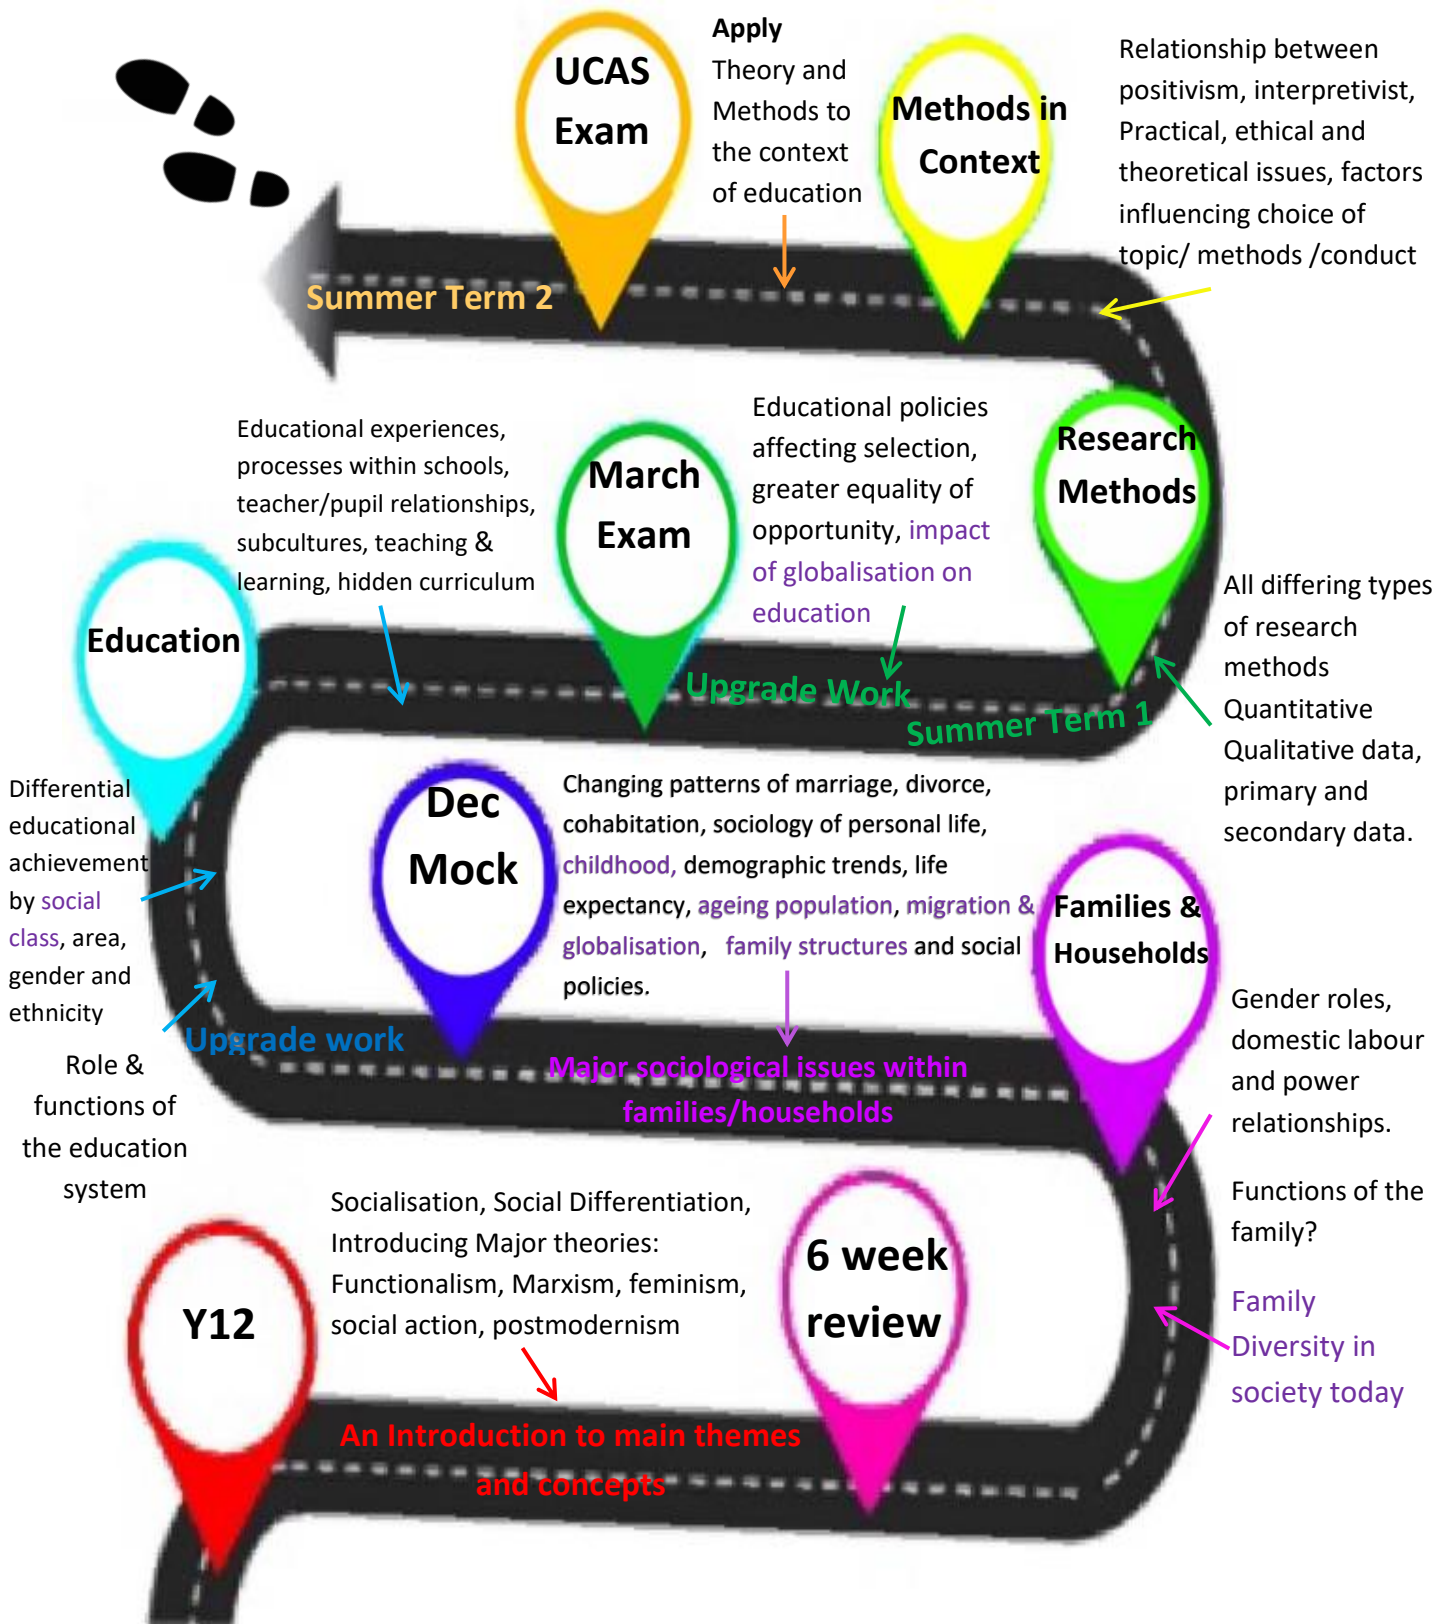 UCAS
Exam
Apply
Theory and
Methods to
the context
of education
Methods in
Context
Relationship between
positivism, interpretivist,
Practical, ethical and
theoretical issues, factors
influencing choice of
topic/ methods /conduct
Summer Term 2
Educational experiences,
processes within schools,
teacher/pupil relationships,
subcultures, teaching &
learning, hidden curriculum
March
Exam
Educational policies
affecting selection,
greater equality of
opportunity, impact
of globalisation on
education
Research
Methods
All differing types
of research
methods
Quantitative
Qualitative data,
primary and
secondary data.
Education
Upgrade Work
Summer Term 1
Differential
educational
achievement
by social
class, area,
gender and
ethnicity
Dec
Mock
Changing patterns of marriage, divorce,
cohabitation, sociology of personal life,
childhood, demographic trends, life
expectancy, ageing population, migration &
globalisation, family structures and social
policies.
Families &
Households
Gender roles,
domestic labour
and power
relationships.
Upgrade work
Role &
functions of
the education
system
Major sociological issues within
families/households
Functions of the
family?
Family
Diversity in
society today
Y12
Socialisation, Social Differentiation,
Introducing Major theories:
Functionalism, Marxism, feminism,
social action, postmodernism
6 week
review
An Introduction to main themes
and concepts